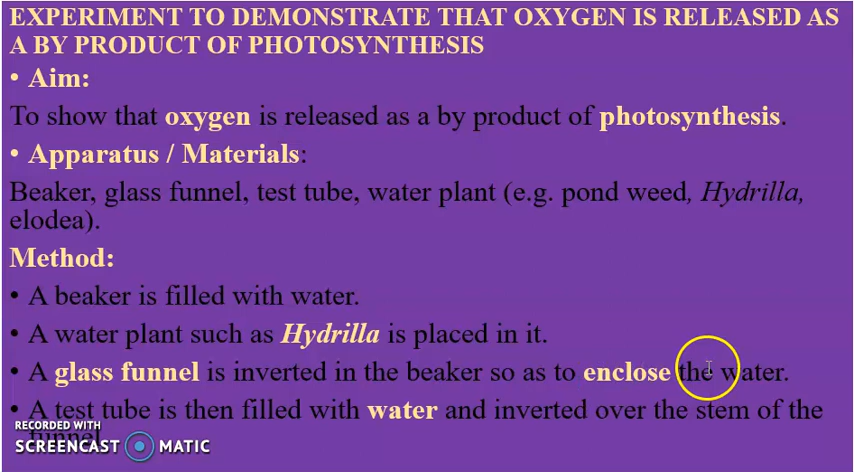 EXPERIMENT TO DEMONSTRATE THAT OXYGEN IS RELEASED AS
A BY PRODUCT OF PHOTOSYNTHESIS
• Aim:
To show that oxygen is released as a by product of photosynthesis.
• Apparatus / Materials:
Beaker, glass funnel, test tube, water plant (e.g. pond weed, Hydrilla,
elodea).
Method:
• A beaker is filled with water.
• A water plant such as Hydrilla is placed in it.
• A glass funnel is inverted in the beaker so as to enclose the water.
• A test tube is then filled with water and inverted over the stem of the
funnel.
RECORDED WITH
SCREENCAST MATIC